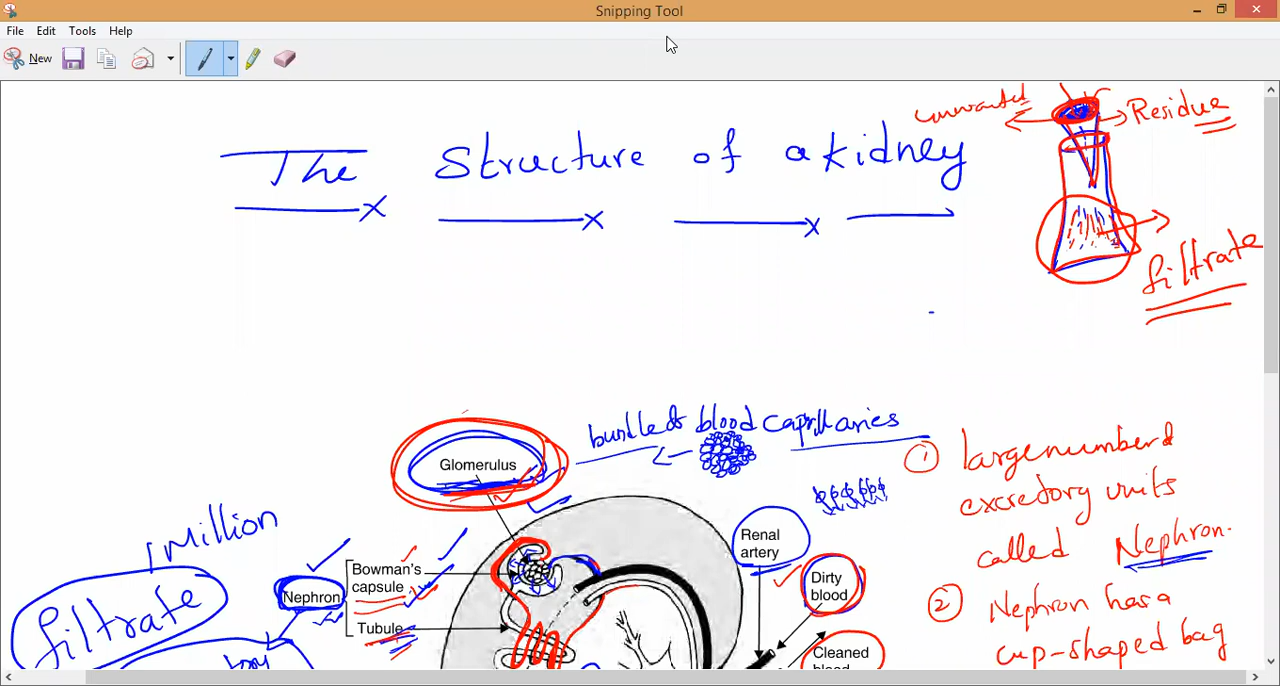 Snipping Tool
File Edit Tools Help
New
unwanted
Residue
The Structure of a kidney
filtrate
bundle of blood capillaries
Glomerulus
1 large number of
excretory units
called Nephron.
1 Million
Renal
artery
Bowman's
capsule
Nephron
Dirty
blood
filtrate
Tubule
2 Nephron has a
cup-shaped bag
Cleaned
blood